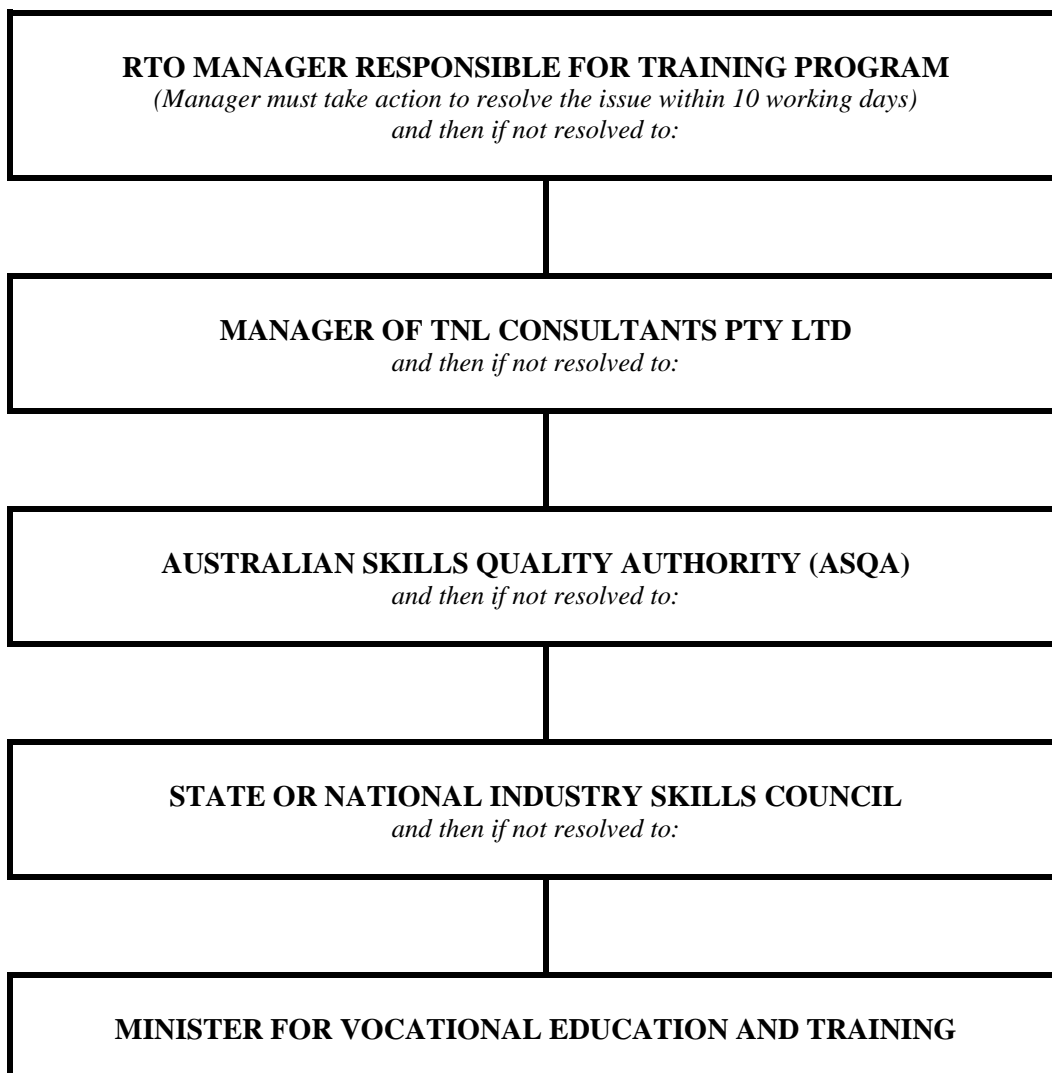 RTO MANAGER RESPONSIBLE FOR TRAINING PROGRAM
(Manager must take action to resolve the issue within 10 working days)
and then if not resolved to:
MANAGER OF TNL CONSULTANTS PTY LTD
and then if not resolved to:
AUSTRALIAN SKILLS QUALITY AUTHORITY (ASQA)
and then if not resolved to:
STATE OR NATIONAL INDUSTRY SKILLS COUNCIL
and then if not resolved to:
MINISTER FOR VOCATIONAL EDUCATION AND TRAINING